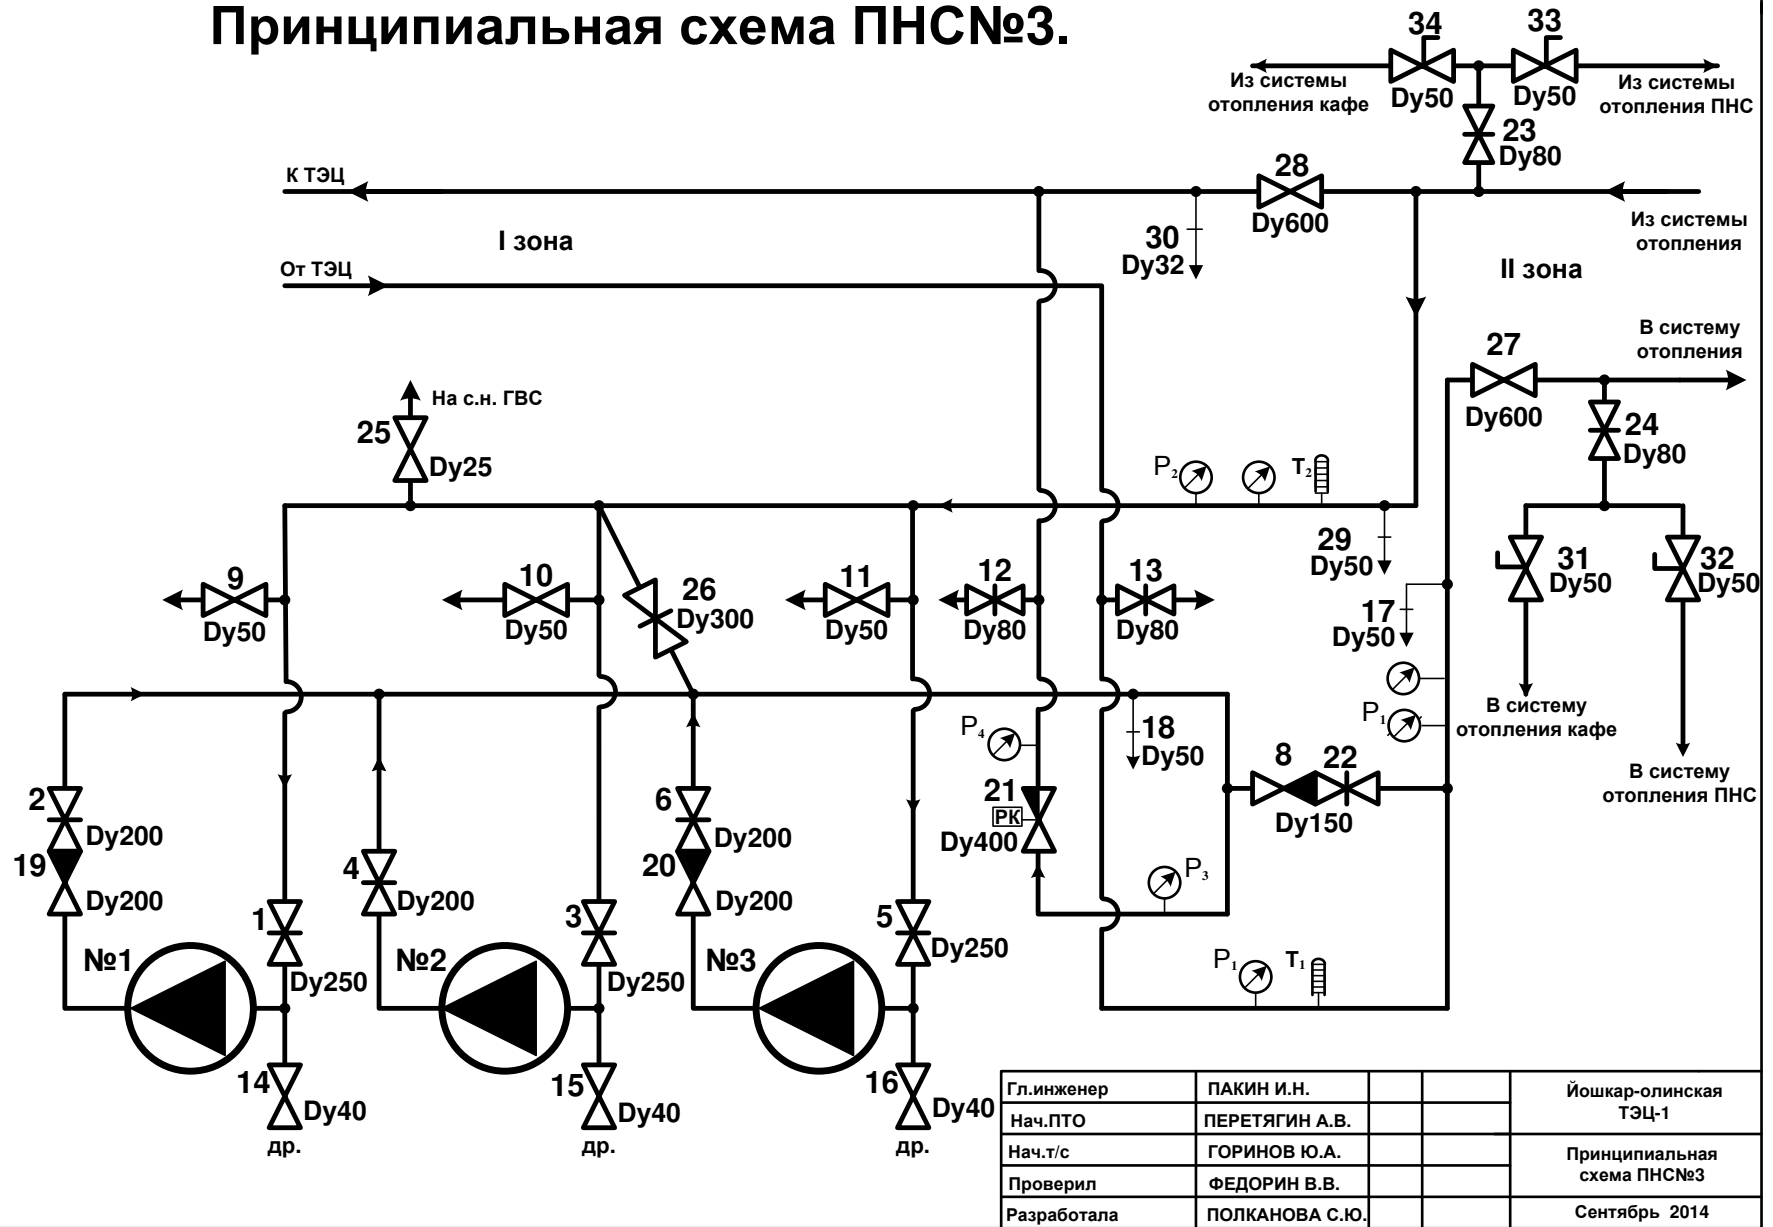 Принципиальная схема ПНС№3.
34
33
Из системы
отопления кафе
Dy50
Dy50
Из системы
отопления ПНС
23
Dy80
К ТЭЦ
28
Dy600
30
Dy32
Из системы
отопления
I зона
II зона
От ТЭЦ
В систему
отопления
27
Dy600
24
Dy80
На с.н. ГВС
25
Dy25
P₂
T₂
29
Dy50
31
Dy50
32
Dy50
9
Dy50
10
Dy50
26
Dy300
11
Dy50
12
Dy80
13
Dy80
17
Dy50
P₁
В систему
отопления кафе
В систему
отопления ПНС
P₄
18
Dy50
8
22
Dy150
2
Dy200
19
Dy200
4
Dy200
6
Dy200
20
Dy200
21
РК
Dy400
P₃
1
Dy250
3
Dy250
5
Dy250
№1
№2
№3
P₁
T₁
14
Dy40
др.
15
Dy40
др.
16
Dy40
др.
Гл.инженер
ПАКИН И.Н.
Йошкар-олинская
ТЭЦ-1
Нач.ПТО
ПЕРЕТЯГИН А.В.
Нач.т/с
ГОРИНОВ Ю.А.
Принципиальная
схема ПНС№3
Проверил
ФЕДОРИН В.В.
Разработала
ПОЛКАНОВА С.Ю.
Сентябрь 2014